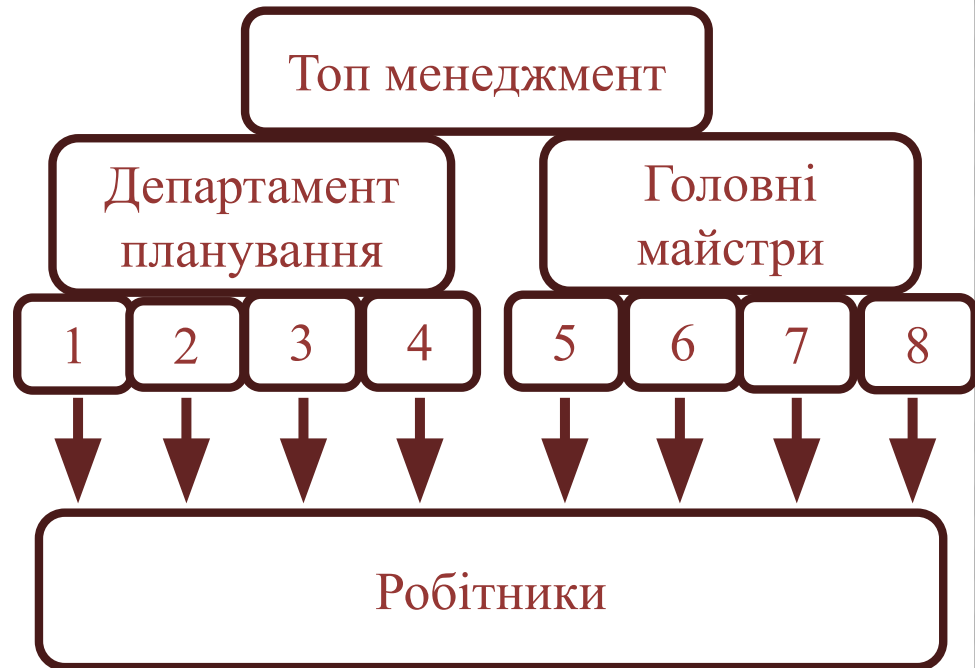 Топ менеджмент
Департамент
планування
Головні
майстри
1 2 3 4 5 6 7 8
Робітники